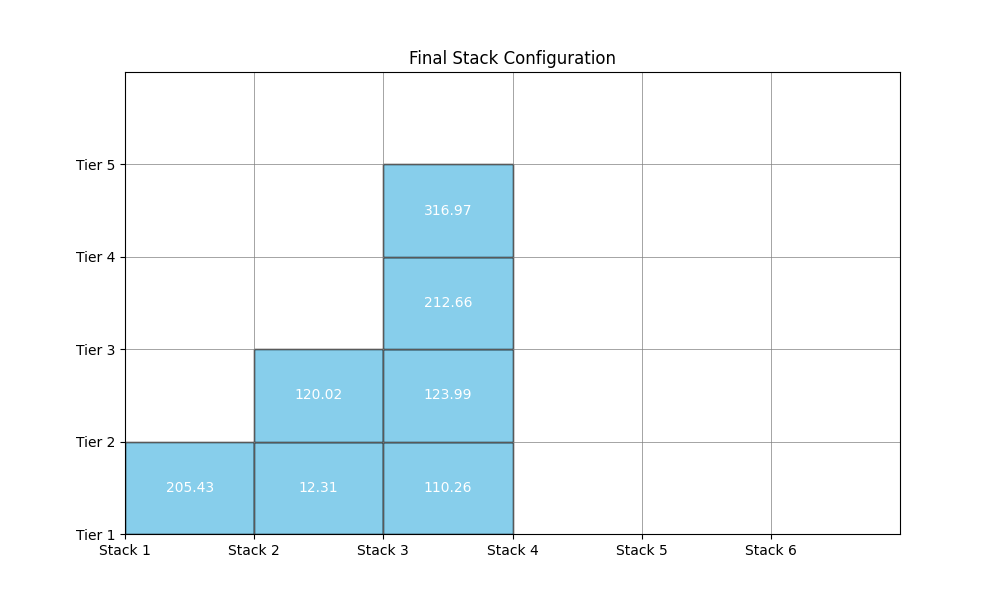 Final Stack Configuration
Tier 5
316.97
Tier 4
212.66
Tier 3
120.02 123.99
Tier 2
205.43 12.31 110.26
Tier 1
Stack 1 Stack 2 Stack 3 Stack 4 Stack 5 Stack 6